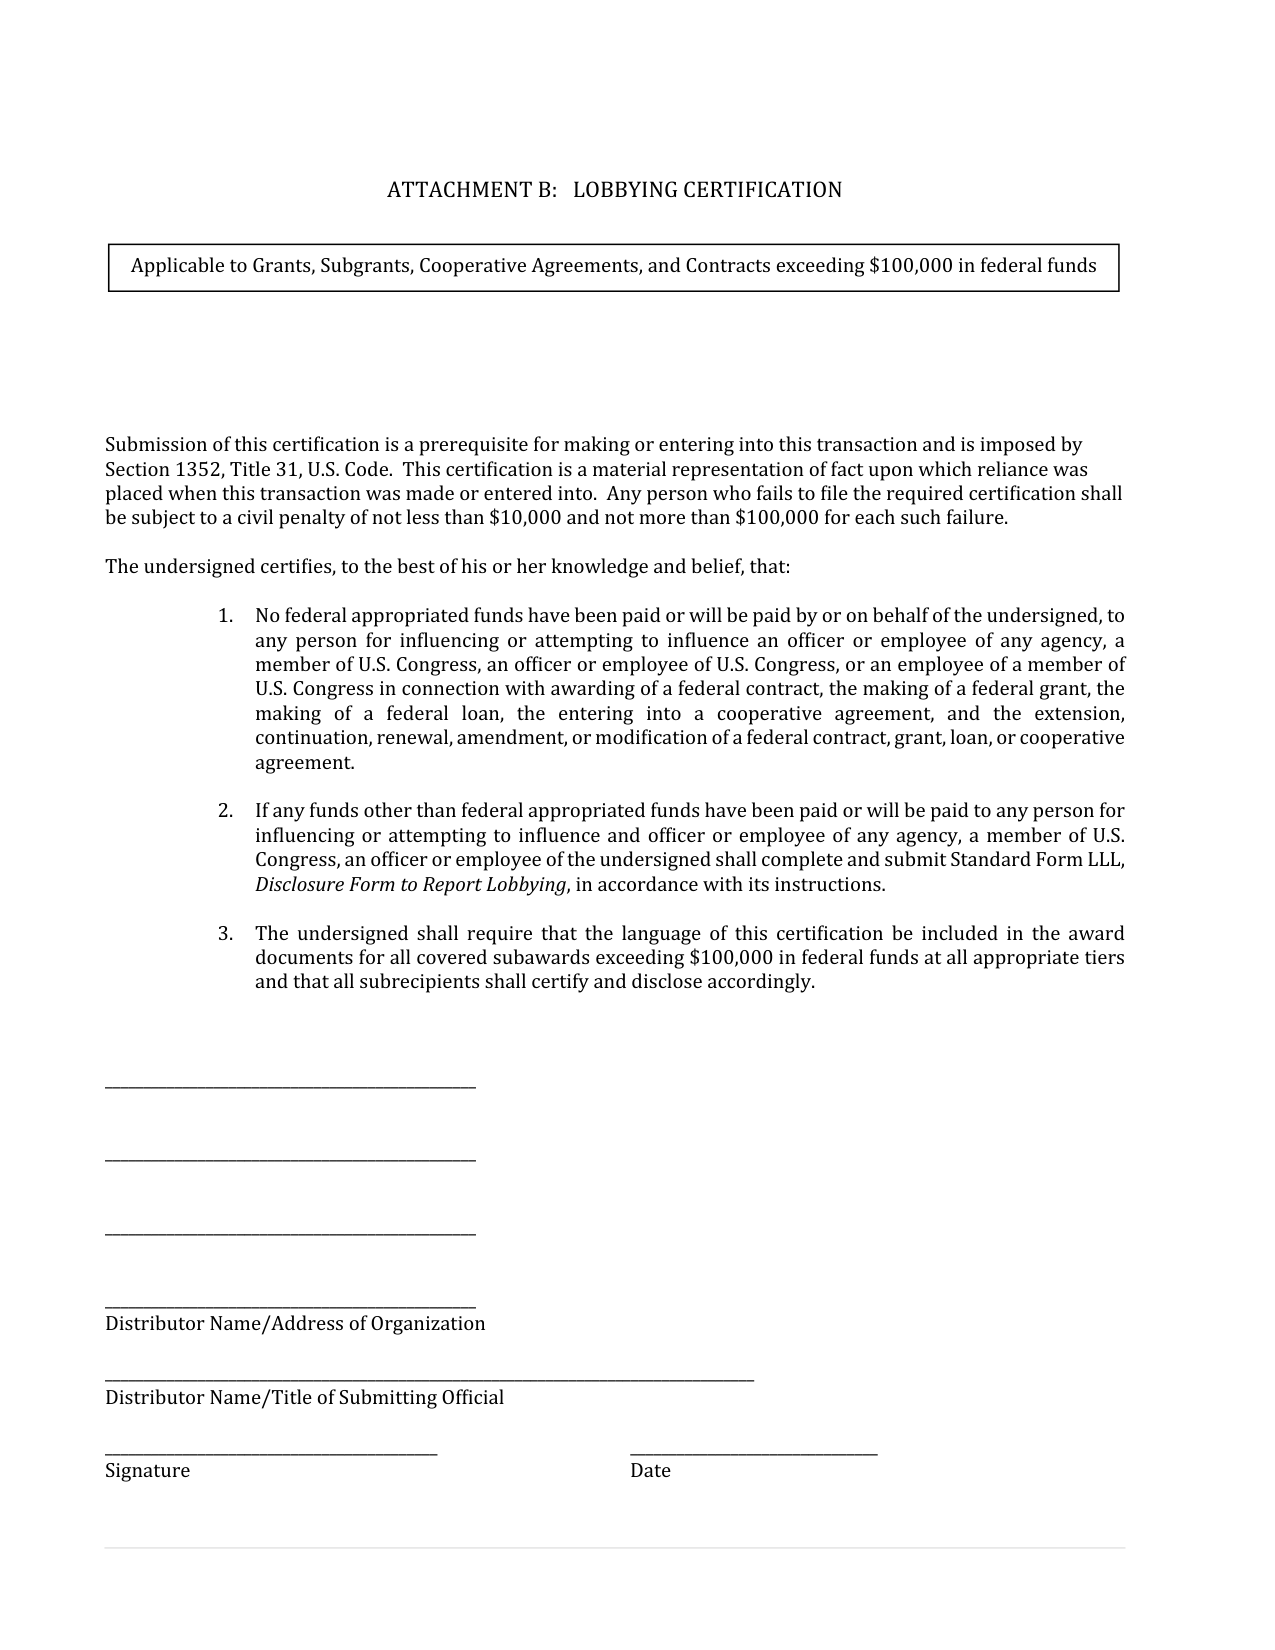 ATTACHMENT B:   LOBBYING CERTIFICATION
Applicable to Grants, Subgrants, Cooperative Agreements, and Contracts exceeding $100,000 in federal funds
Submission of this certification is a prerequisite for making or entering into this transaction and is imposed by
Section 1352, Title 31, U.S. Code.  This certification is a material representation of fact upon which reliance was
placed when this transaction was made or entered into.  Any person who fails to file the required certification shall
be subject to a civil penalty of not less than $10,000 and not more than $100,000 for each such failure.
The undersigned certifies, to the best of his or her knowledge and belief, that:
1. No federal appropriated funds have been paid or will be paid by or on behalf of the undersigned, to
any person for influencing or attempting to influence an officer or employee of any agency, a
member of U.S. Congress, an officer or employee of U.S. Congress, or an employee of a member of
U.S. Congress in connection with awarding of a federal contract, the making of a federal grant, the
making of a federal loan, the entering into a cooperative agreement, and the extension,
continuation, renewal, amendment, or modification of a federal contract, grant, loan, or cooperative
agreement.
2. If any funds other than federal appropriated funds have been paid or will be paid to any person for
influencing or attempting to influence and officer or employee of any agency, a member of U.S.
Congress, an officer or employee of the undersigned shall complete and submit Standard Form LLL,
Disclosure Form to Report Lobbying, in accordance with its instructions.
3. The undersigned shall require that the language of this certification be included in the award
documents for all covered subawards exceeding $100,000 in federal funds at all appropriate tiers
and that all subrecipients shall certify and disclose accordingly.
Distributor Name/Address of Organization
Distributor Name/Title of Submitting Official
Signature Date